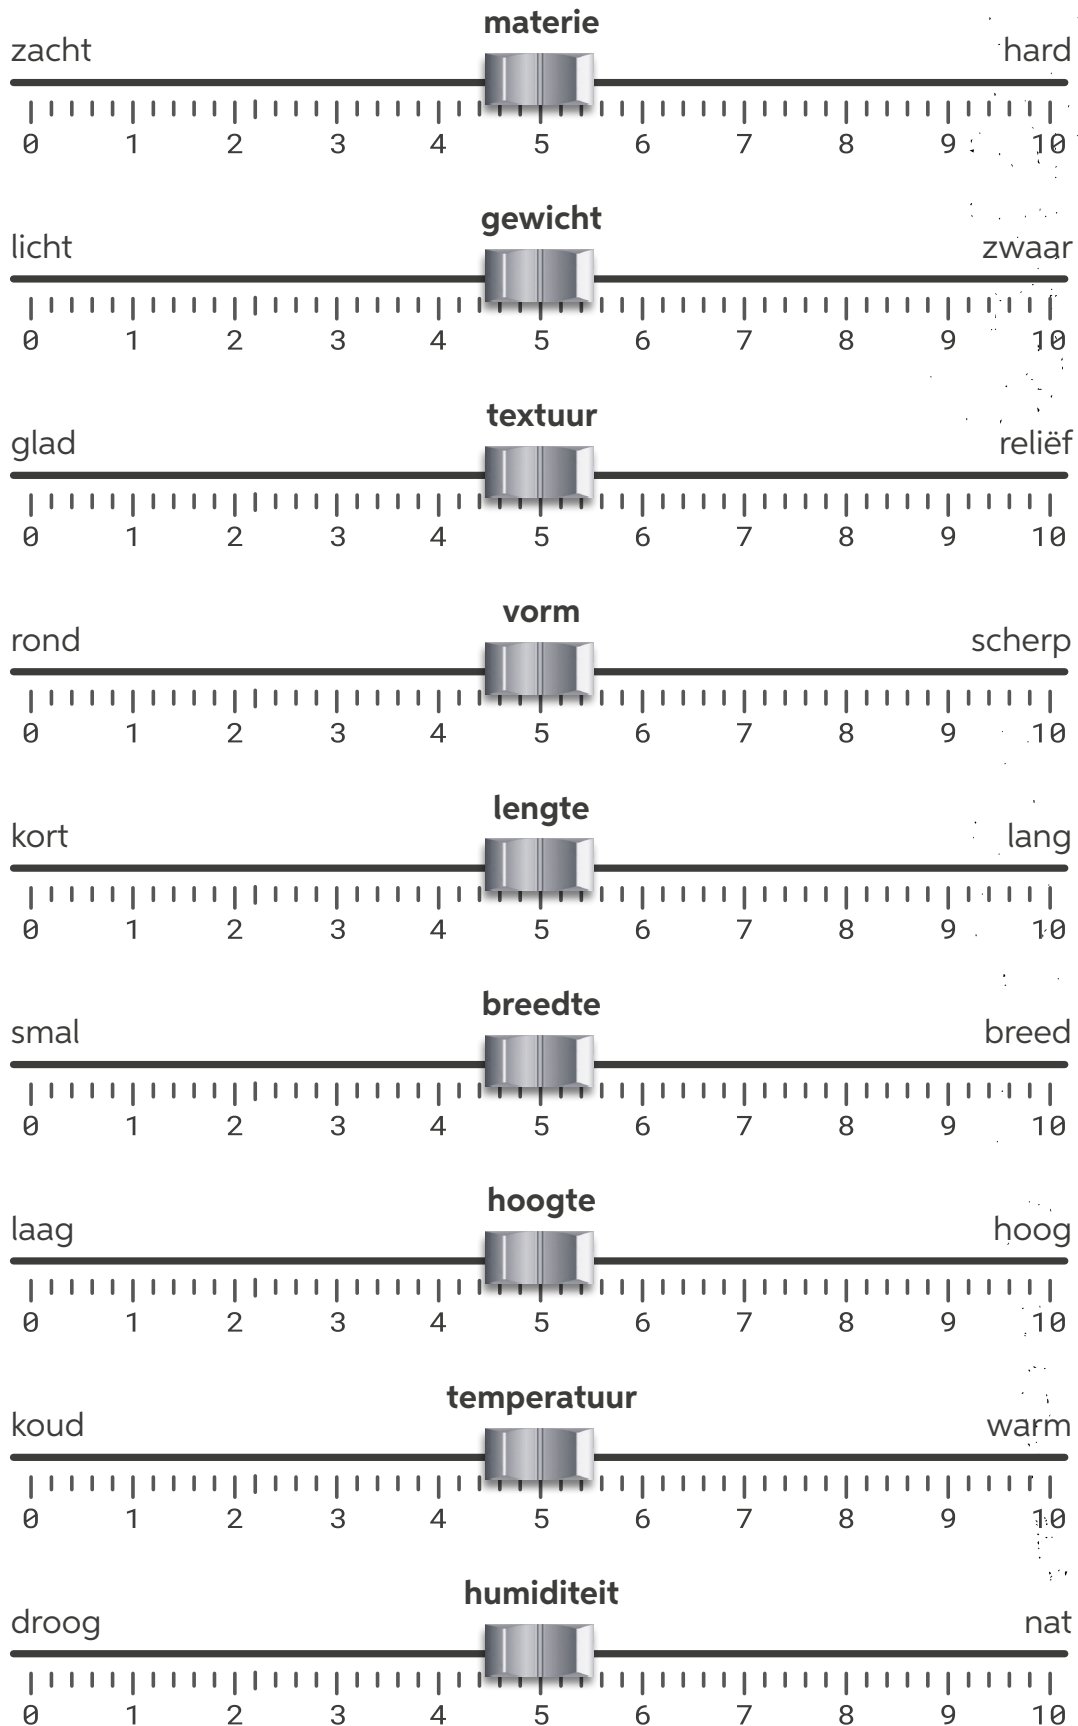 materie
zacht hard
0 1 2 3 4 5 6 7 8 9 10
gewicht
licht zwaar
0 1 2 3 4 5 6 7 8 9 10
textuur
glad reliëf
0 1 2 3 4 5 6 7 8 9 10
vorm
rond scherp
0 1 2 3 4 5 6 7 8 9 10
lengte
kort lang
0 1 2 3 4 5 6 7 8 9 10
breedte
smal breed
0 1 2 3 4 5 6 7 8 9 10
hoogte
laag hoog
0 1 2 3 4 5 6 7 8 9 10
temperatuur
koud warm
0 1 2 3 4 5 6 7 8 9 10
humiditeit
droog nat
0 1 2 3 4 5 6 7 8 9 10